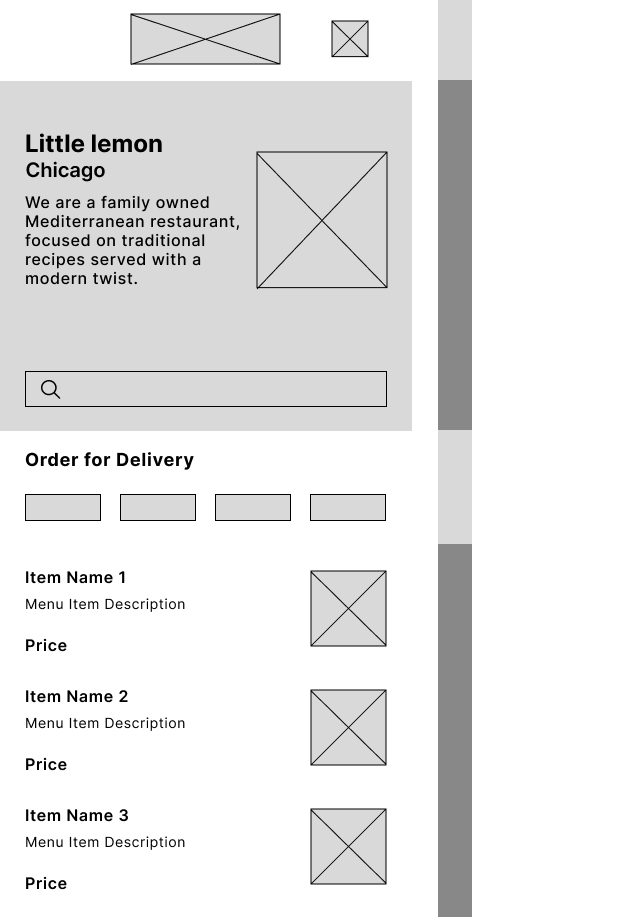 Little lemon
Chicago
We are a family owned
Mediterranean restaurant,
focused on traditional
recipes served with a
modern twist.
Order for Delivery
Item Name 1
Menu Item Description
Price
Item Name 2
Menu Item Description
Price
Item Name 3
Menu Item Description
Price